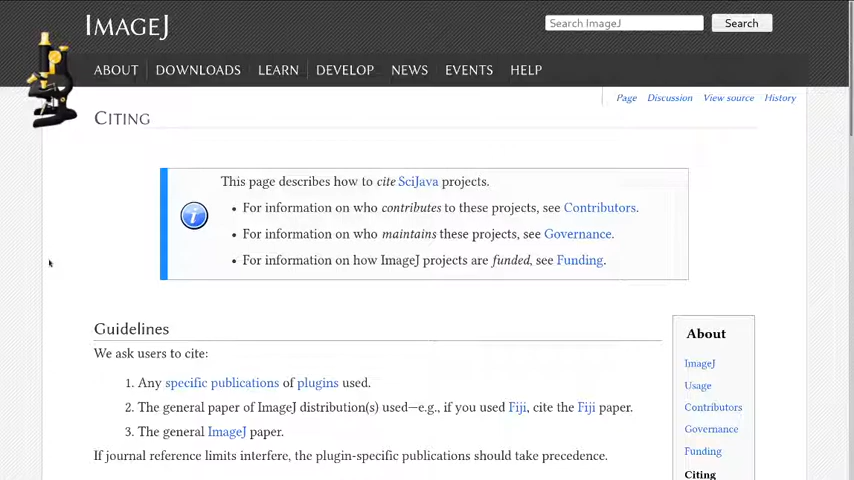 IMAGEJ
Search ImageJ Search
ABOUT DOWNLOADS LEARN DEVELOP NEWS EVENTS HELP
Page Discussion View source History
CITING
This page describes how to cite SciJava projects.
• For information on who contributes to these projects, see Contributors.
• For information on who maintains these projects, see Governance.
• For information on how ImageJ projects are funded, see Funding.
Guidelines
We ask users to cite:
1. Any specific publications of plugins used.
2. The general paper of ImageJ distribution(s) used—e.g., if you used Fiji, cite the Fiji paper.
3. The general ImageJ paper.
If journal reference limits interfere, the plugin-specific publications should take precedence.
About
ImageJ
Usage
Contributors
Governance
Funding
Citing